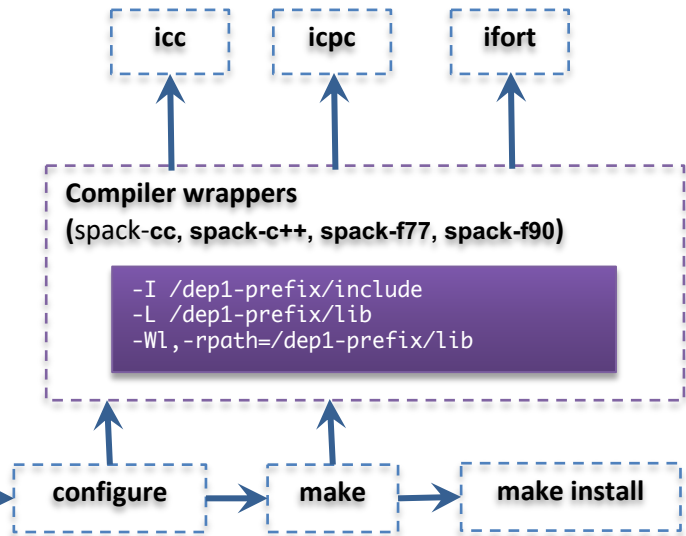 icc icpc ifort
Compiler wrappers
(spack-cc, spack-c++, spack-f77, spack-f90)
-I /dep1-prefix/include
-L /dep1-prefix/lib
-Wl,-rpath=/dep1-prefix/lib
configure make make install